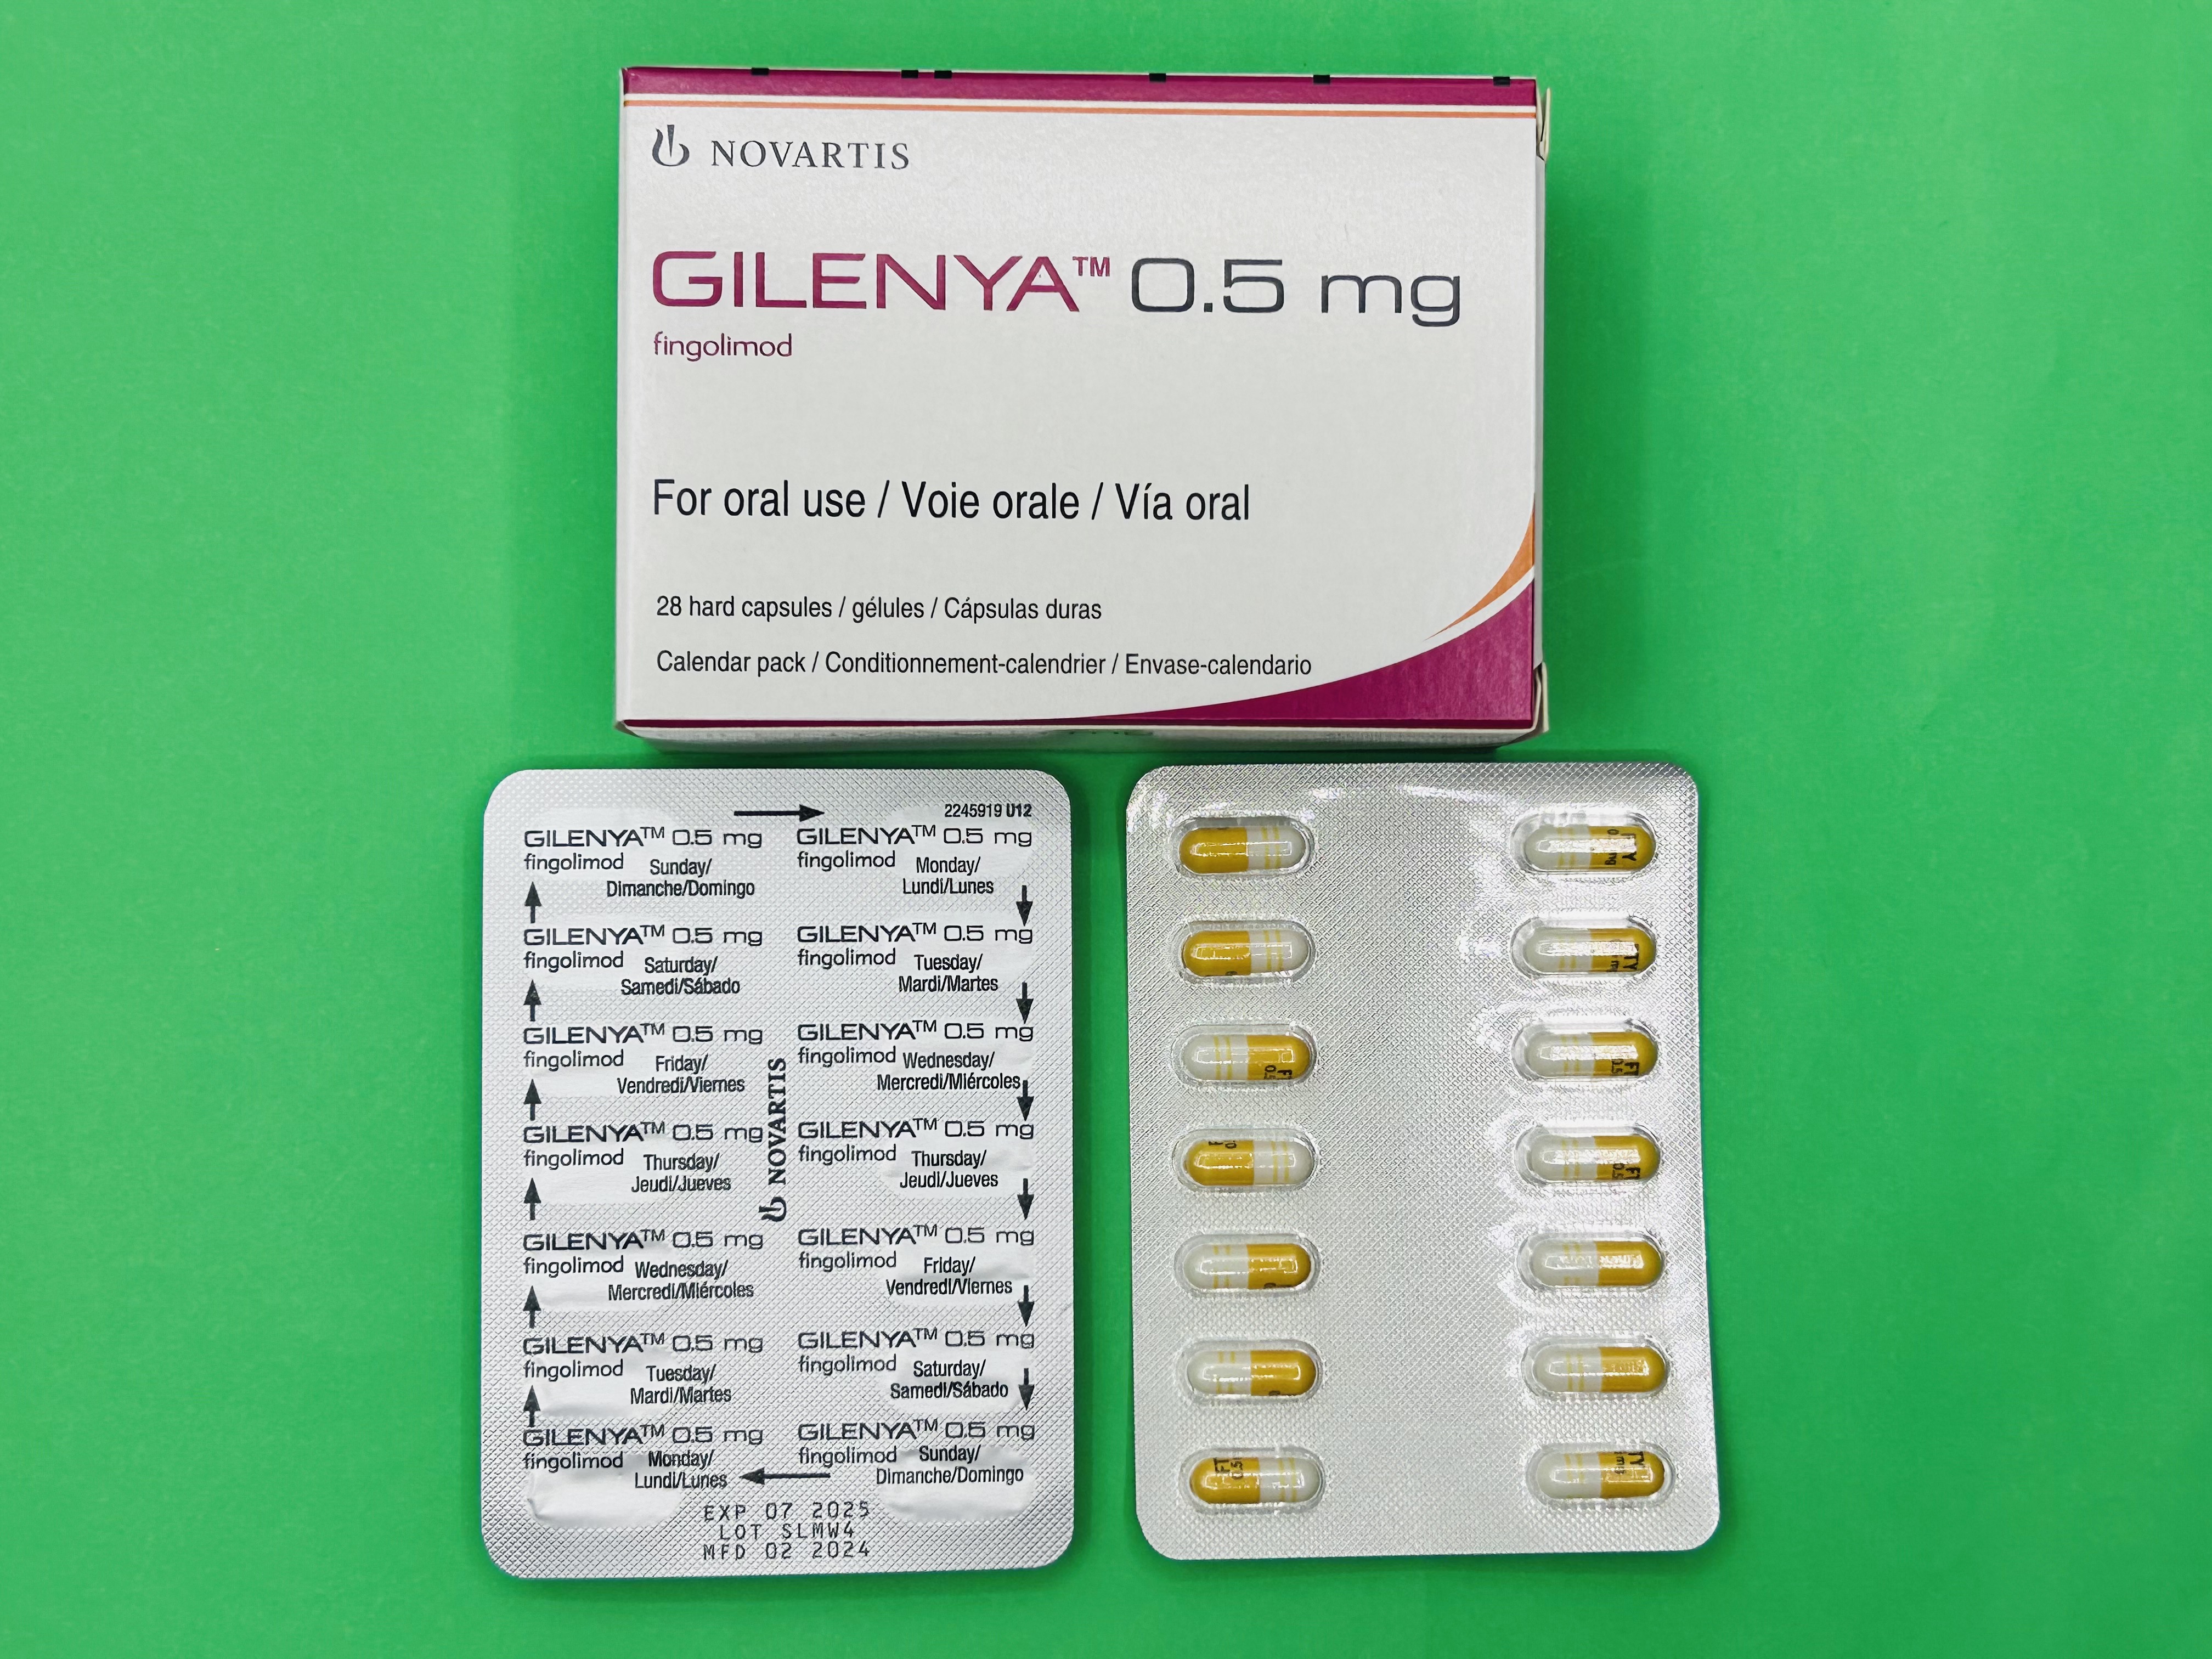 NOVARTIS
GILENYA™ 0.5 mg
fingolimod
For oral use / Voie orale / Vía oral
28 hard capsules / gélules / Cápsulas duras
Calendar pack / Conditionnement-calendrier / Envase-calendario
2245919 U12
GILENYA™ 0.5 mg GILENYA™ 0.5 mg
fingolimod Sunday/ fingolimod Monday/
Dimanche/Domingo Lundi/Lunes
GILENYA™ 0.5 mg GILENYA™ 0.5 mg
fingolimod Saturday/ fingolimod Tuesday/
Samedi/Sábado Mardi/Martes
GILENYA™ 0.5 mg GILENYA™ 0.5 mg
fingolimod Friday/ fingolimod Wednesday/
Vendredi/Viernes Mercredi/Miércoles
NOVARTIS
GILENYA™ 0.5 mg GILENYA™ 0.5 mg
fingolimod Thursday/ fingolimod Thursday/
Jeudi/Jueves Jeudi/Jueves
GILENYA™ 0.5 mg GILENYA™ 0.5 mg
fingolimod Wednesday/ fingolimod Friday/
Mercredi/Miércoles Vendredi/Viernes
GILENYA™ 0.5 mg GILENYA™ 0.5 mg
fingolimod Tuesday/ fingolimod Saturday/
Mardi/Martes Samedi/Sábado
GILENYA™ 0.5 mg GILENYA™ 0.5 mg
fingolimod Monday/ fingolimod Sunday/
Lundi/Lunes Dimanche/Domingo
EXP 07 2025
LOT SLMW4
MFD 02 2024